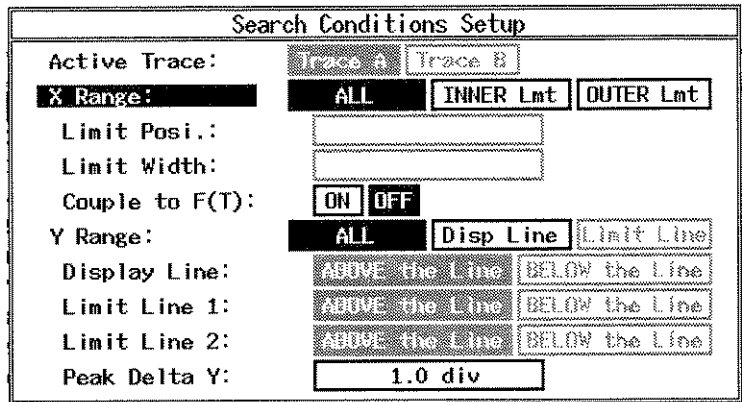 Search Conditions Setup
Active Trace: Trace A Trace B
X Range: ALL INNER Lmt OUTER Lmt
Limit Posi.:
Limit Width:
Couple to F(T): ON OFF
Y Range: ALL Disp Line Limit Line
Display Line: ABOVE the Line BELOW the Line
Limit Line 1: ABOVE the Line BELOW the Line
Limit Line 2: ABOVE the Line BELOW the Line
Peak Delta Y: 1.0 div